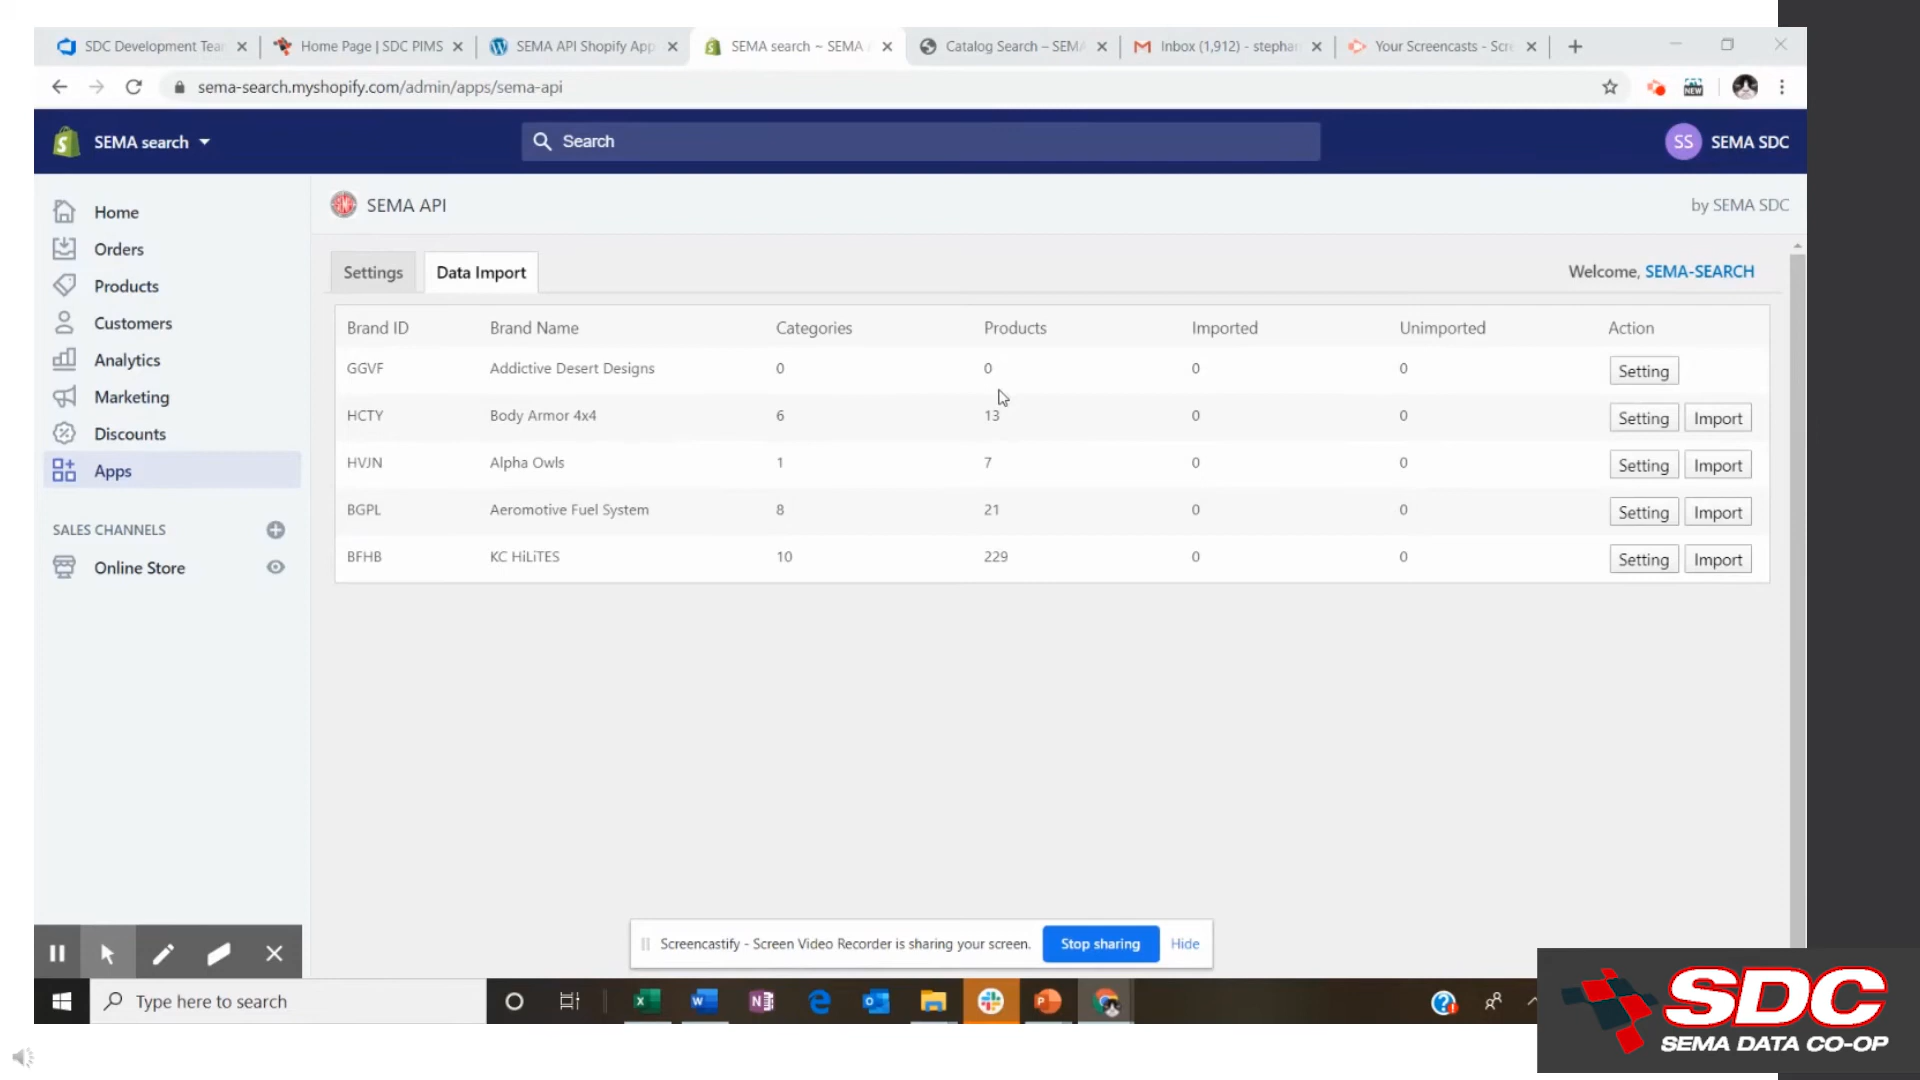 SDC Development Tea
Home Page | SDC PIMS
SEMA API Shopify App
SEMA search ~ SEMA
Catalog Search – SEMA
Inbox (1,912) - stephan
Your Screencasts - Scre
sema-search.myshopify.com/admin/apps/sema-api
NEW
SEMA search
Search
SS
SEMA SDC
Home
Orders
Products
Customers
Analytics
Marketing
Discounts
Apps
SALES CHANNELS
Online Store
SEMA API
by SEMA SDC
Settings
Data Import
Welcome, SEMA-SEARCH
Brand ID Brand Name Categories Products Imported Unimported Action
GGVF Addictive Desert Designs 0 0 0 0 Setting
HCTY Body Armor 4x4 6 13 0 0 Setting Import
HVJN Alpha Owls 1 7 0 0 Setting Import
BGPL Aeromotive Fuel System 8 21 0 0 Setting Import
BFHB KC HiLiTES 10 229 0 0 Setting Import
Screencastify - Screen Video Recorder is sharing your screen.
Stop sharing
Hide
Type here to search
SDC
SEMA DATA CO-OP